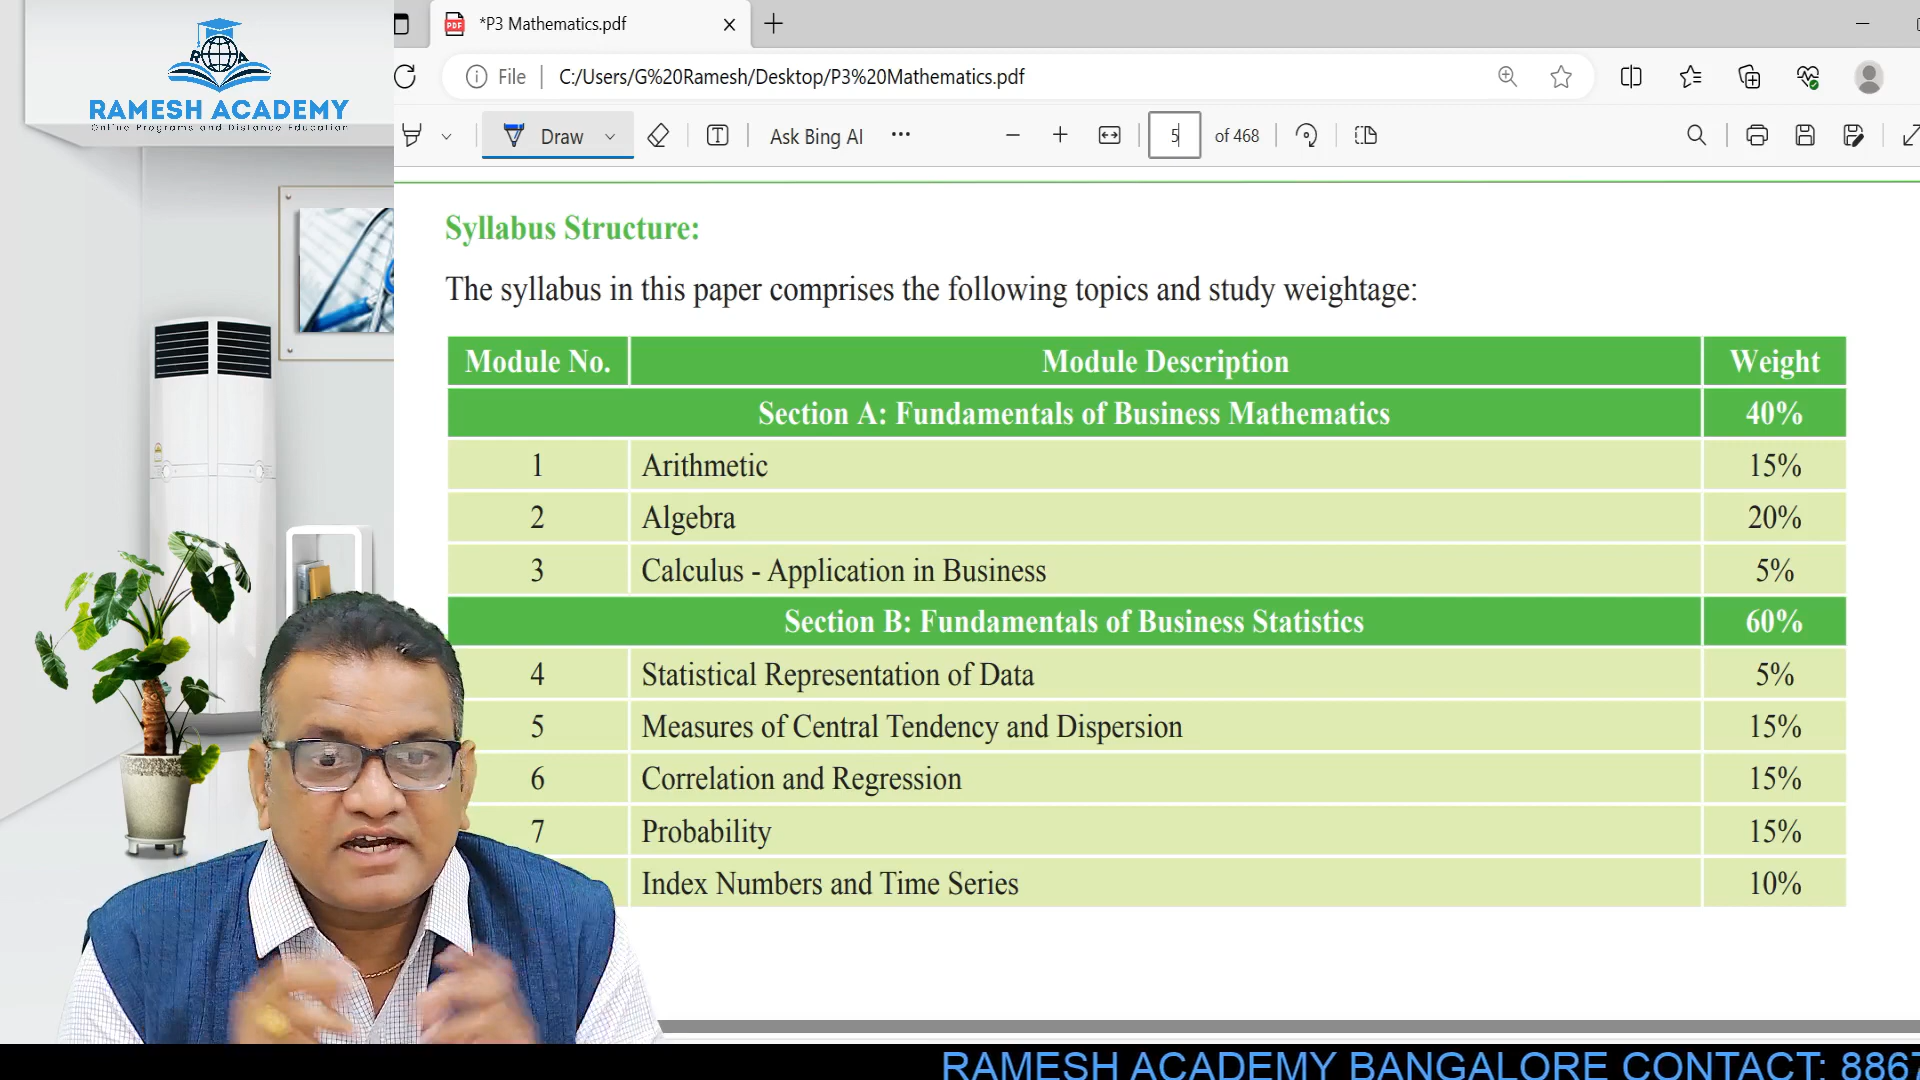 RAMESH ACADEMY
Online Programs and Distance Education
*P3 Mathematics.pdf
File
C:/Users/G%20Ramesh/Desktop/P3%20Mathematics.pdf
Draw
Ask Bing AI
5
of 468
Syllabus Structure:
The syllabus in this paper comprises the following topics and study weightage:
Module No. Module Description Weight
Section A: Fundamentals of Business Mathematics 40%
1 Arithmetic 15%
2 Algebra 20%
3 Calculus - Application in Business 5%
Section B: Fundamentals of Business Statistics 60%
4 Statistical Representation of Data 5%
5 Measures of Central Tendency and Dispersion 15%
6 Correlation and Regression 15%
7 Probability 15%
Index Numbers and Time Series 10%
RAMESH ACADEMY BANGALORE CONTACT: 8867